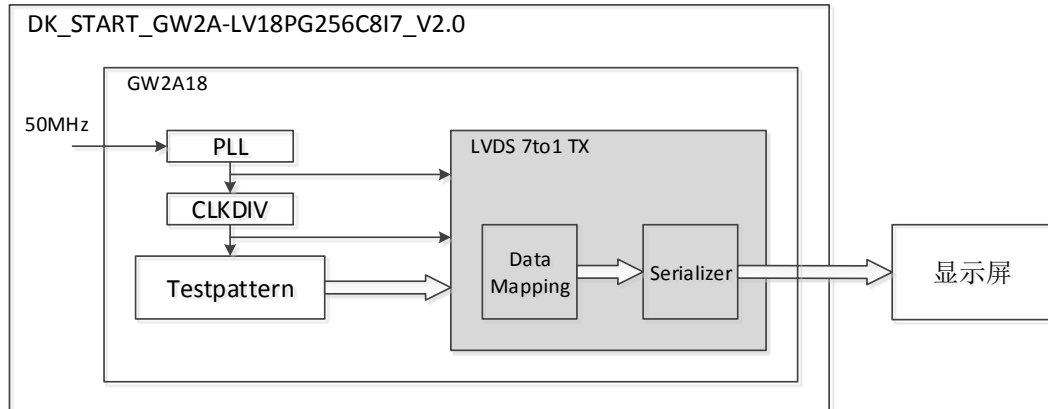 DK_START_GW2A-LV18PG256C8I7_V2.0
GW2A18
50MHz
PLL
LVDS 7to1 TX
CLKDIV
Testpattern
Data
Mapping
Serializer
显示屏